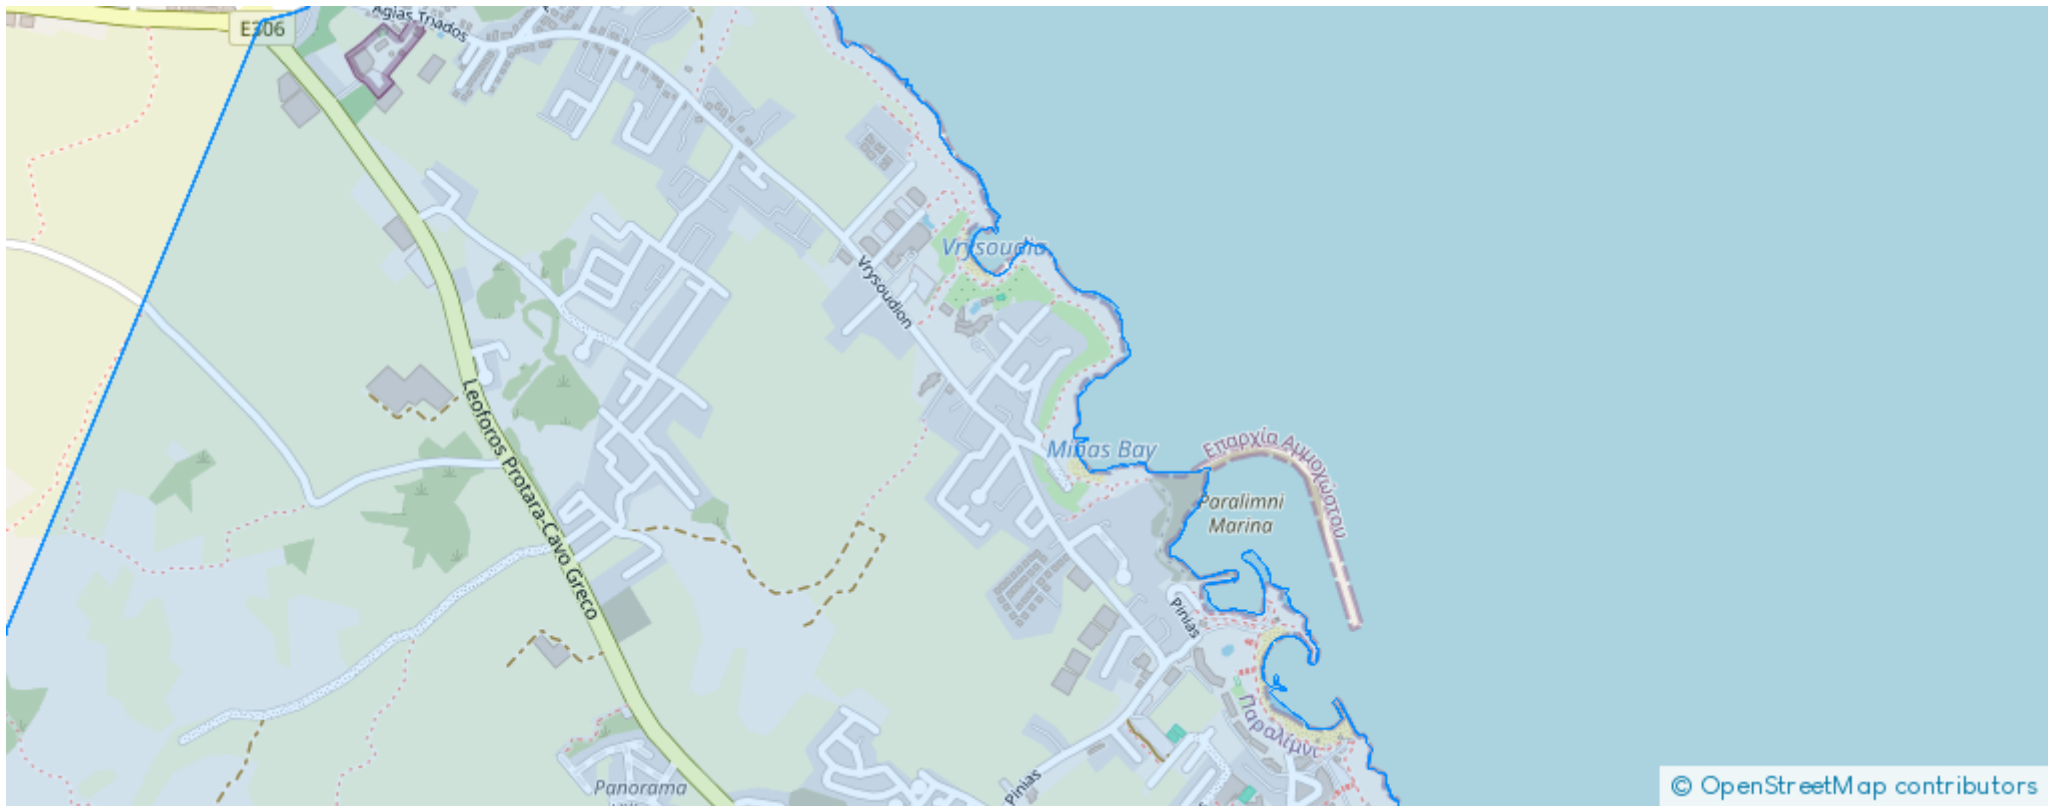 Agias Triados
E306
Vrysoudia
Vrysoudion
Leoforos Protara-Cavo Greco
Minas Bay
Επαρχία Αμμοχώστου
Paralimni
Marina
Pinias
Παραλίμνι
Panorama
Pinias
© OpenStreetMap contributors